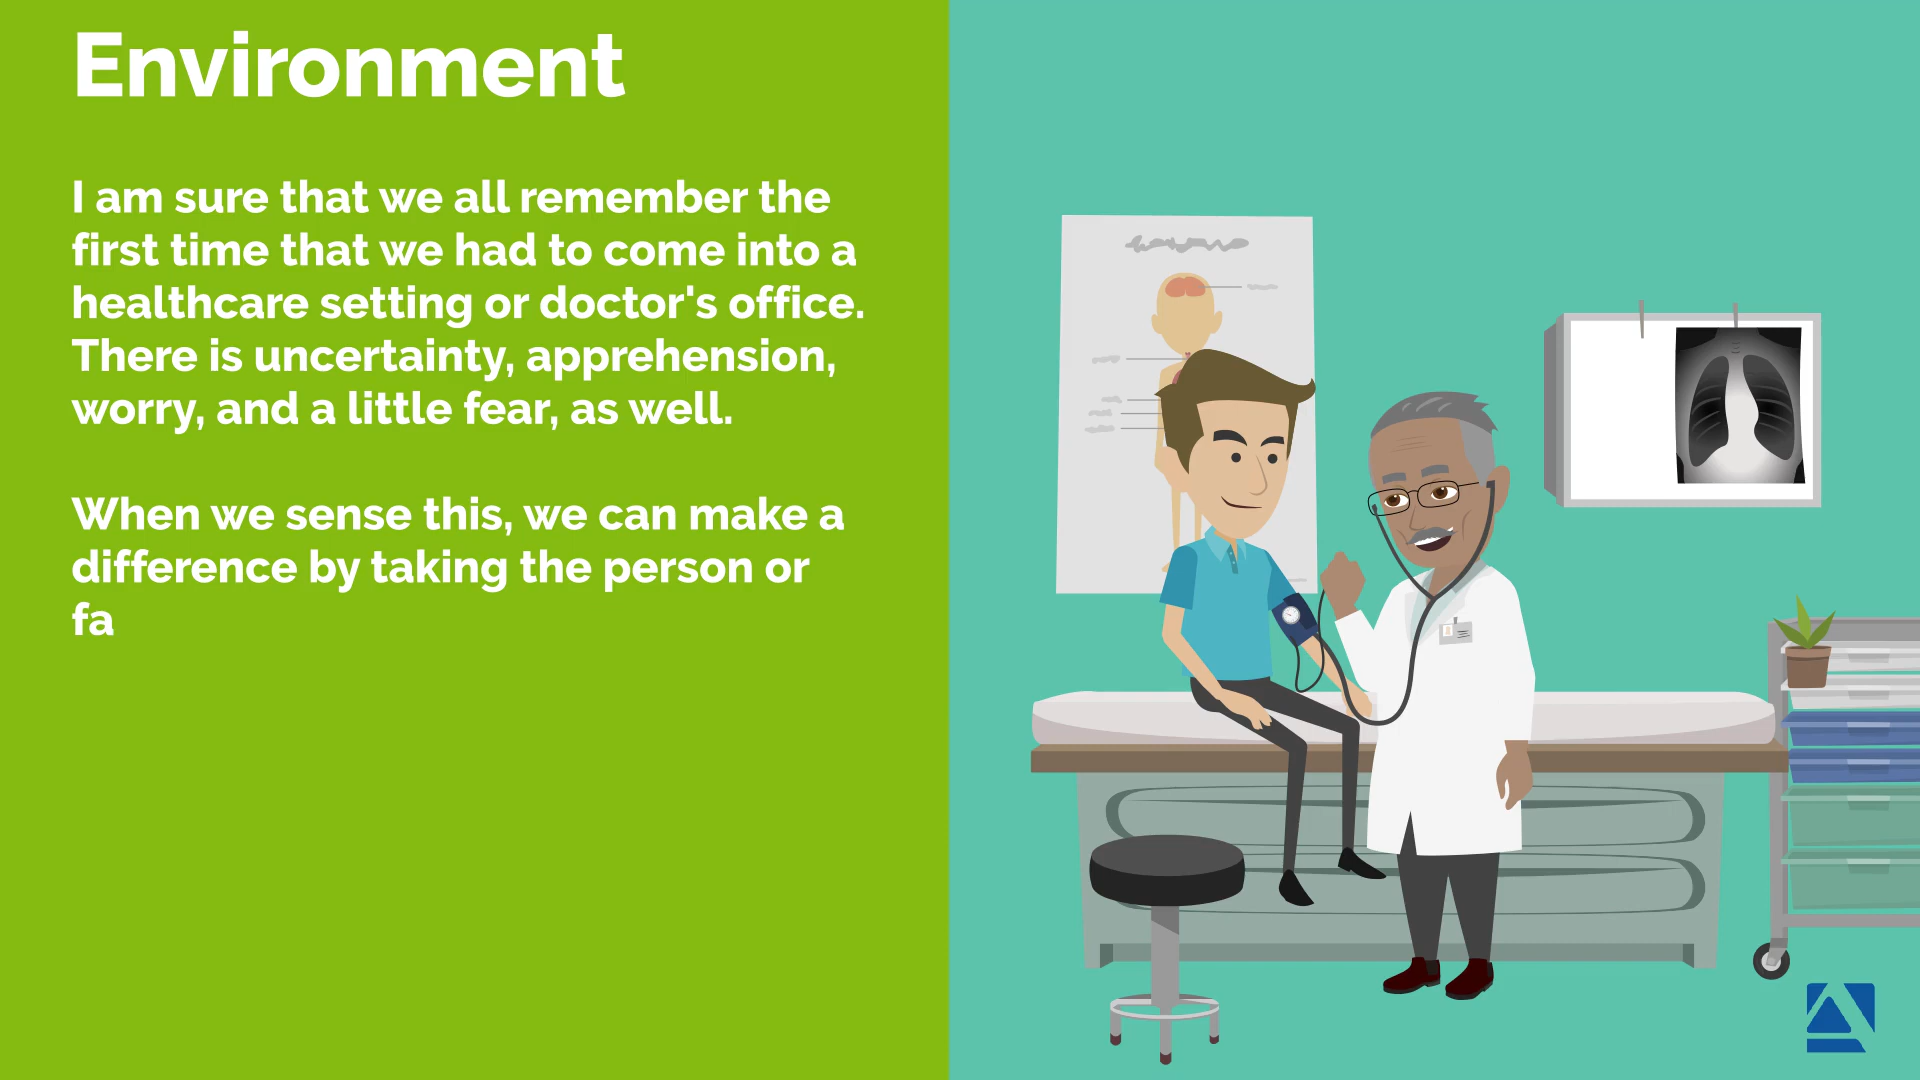 Environment
I am sure that we all remember the
first time that we had to come into a
healthcare setting or doctor's office.
There is uncertainty, apprehension,
worry, and a little fear, as well.
When we sense this, we can make a
difference by taking the person or
fa